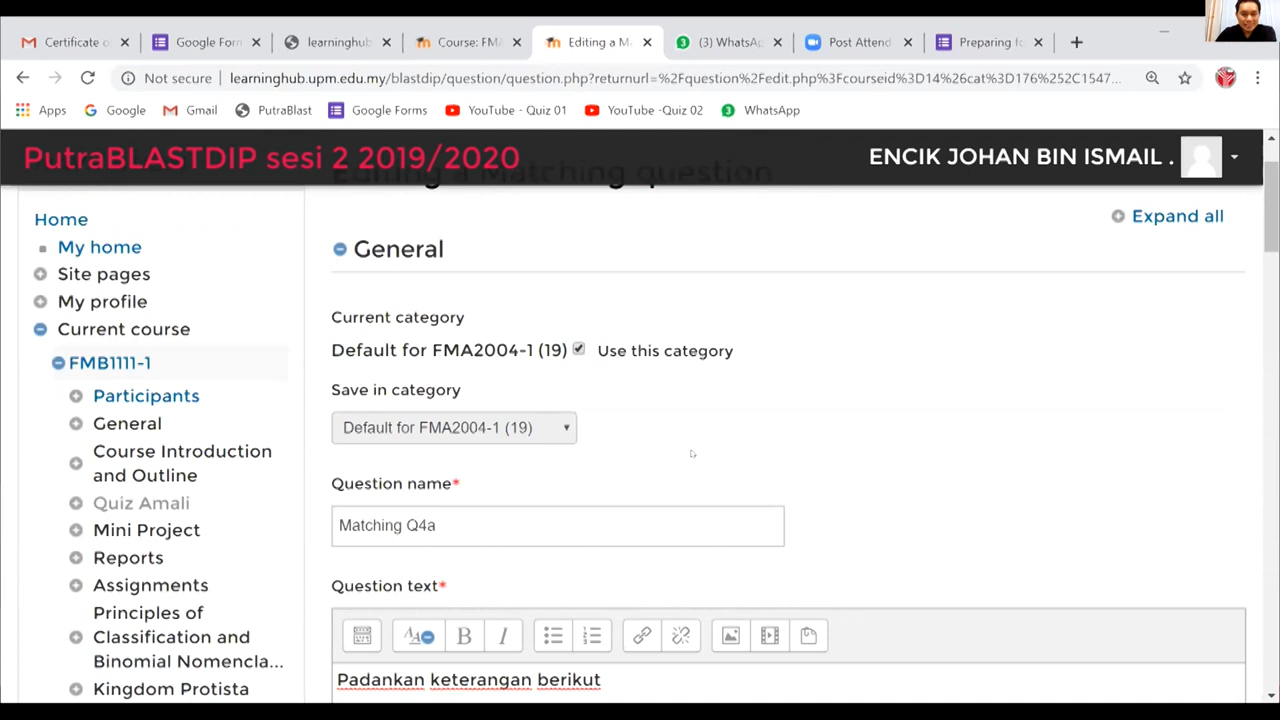 Certificate o
Google For
learninghub
Course: FMA
Editing a Ma
(3) WhatsAp
Post Attend
Preparing fo
Not secure
learninghub.upm.edu.my/blastdip/question/question.php?returnurl=%2Fquestion%2Fedit.php%3Fcourseid%3D14%26cat%3D176%252C1547...
Apps
Google
Gmail
PutraBlast
Google Forms
YouTube - Quiz 01
YouTube -Quiz 02
WhatsApp
PutraBLASTDIP sesi 2 2019/2020
ENCIK JOHAN BIN ISMAIL .
Editing a Matching question
Home
My home
Site pages
My profile
Current course
FMB1111-1
Participants
General
Course Introduction
and Outline
Quiz Amali
Mini Project
Reports
Assignments
Principles of
Classification and
Binomial Nomencla...
Kingdom Protista
Expand all
General
Current category
Default for FMA2004-1 (19)
Use this category
Save in category
Default for FMA2004-1 (19)
Question name*
Matching Q4a
Question text*
Padankan keterangan berikut